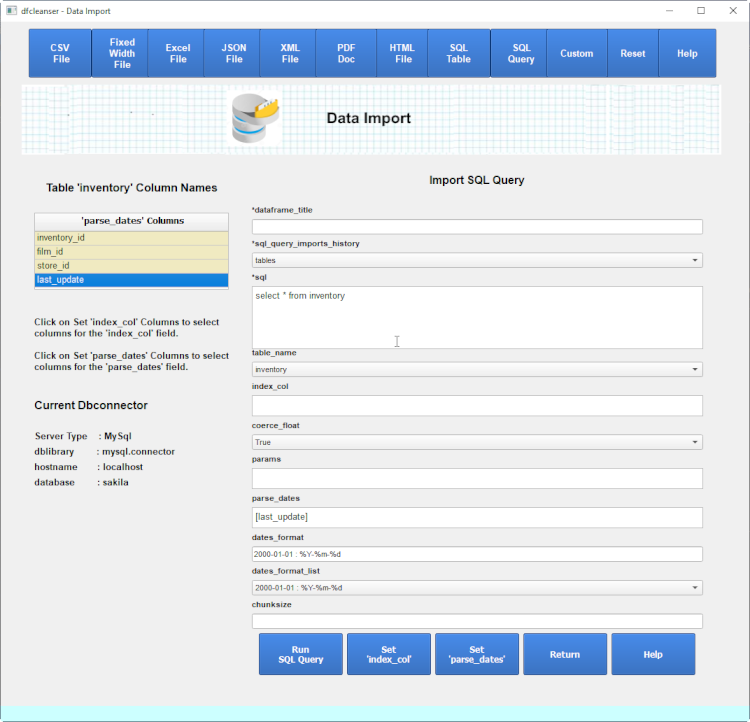 dfcleanser - Data Import
CSV
File
Fixed
Width
File
Excel
File
JSON
File
XML
File
PDF
Doc
HTML
File
SQL
Table
SQL
Query
Custom
Reset
Help
Data Import
Table 'inventory' Column Names
'parse_dates' Columns
inventory_id
film_id
store_id
last_update
Click on Set 'index_col' Columns to select
columns for the 'index_col' field.
Click on Set 'parse_dates' Columns to select
columns for the 'parse_dates' field.
Current Dbconnector
Server Type : MySql
dblibrary : mysql.connector
hostname : localhost
database : sakila
Import SQL Query
*dataframe_title
*sql_query_imports_history
tables
*sql
select * from inventory
table_name
inventory
index_col
coerce_float
True
params
parse_dates
[last_update]
dates_format
2000-01-01 : %Y-%m-%d
dates_format_list
2000-01-01 : %Y-%m-%d
chunksize
Run
SQL Query
Set
'index_col'
Set
'parse_dates'
Return
Help